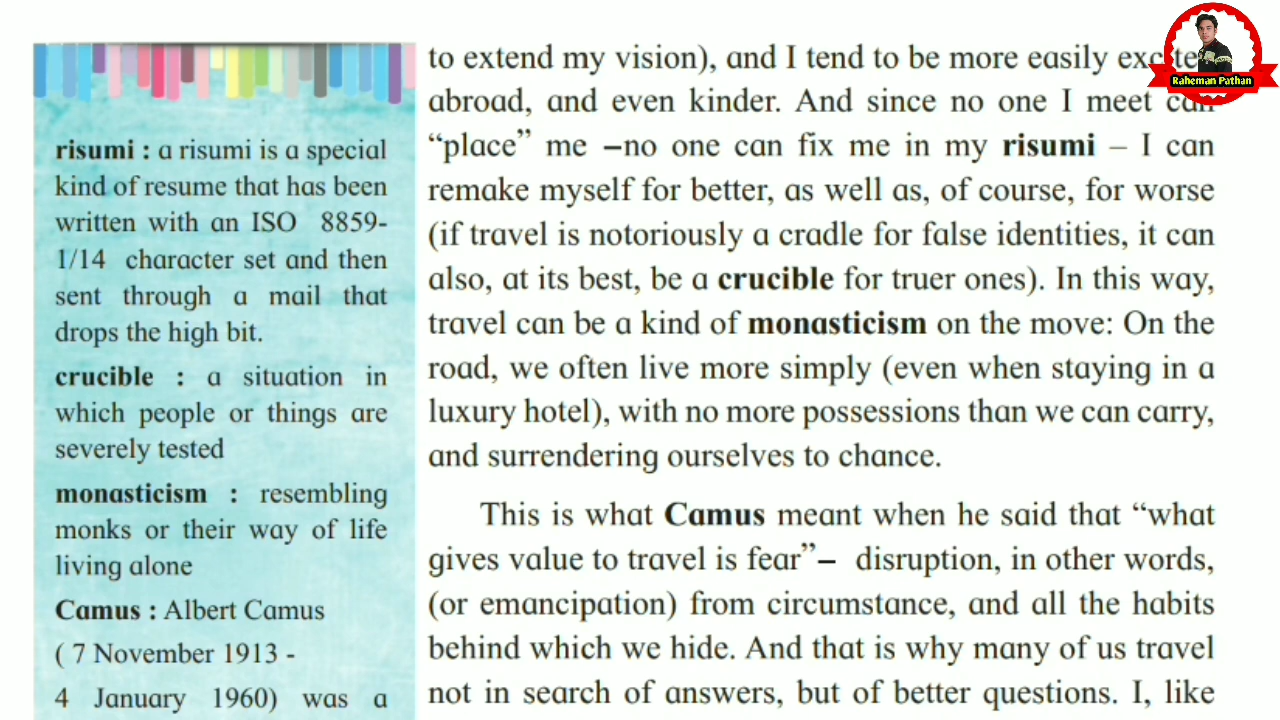 risumi : a risumi is a special
kind of resume that has been
written with an ISO 8859-
1/14 character set and then
sent through a mail that
drops the high bit.
crucible : a situation in
which people or things are
severely tested
monasticism : resembling
monks or their way of life
living alone
Camus : Albert Camus
( 7 November 1913 -
4 January 1960) was a
to extend my vision), and I tend to be more easily
abroad, and even kinder. And since no one I meet can
“place” me –no one can fix me in my risumi – I can
remake myself for better, as well as, of course, for worse
(if travel is notoriously a cradle for false identities, it can
also, at its best, be a crucible for truer ones). In this way,
travel can be a kind of monasticism on the move: On the
road, we often live more simply (even when staying in a
luxury hotel), with no more possessions than we can carry,
and surrendering ourselves to chance.
This is what Camus meant when he said that “what
gives value to travel is fear”– disruption, in other words,
(or emancipation) from circumstance, and all the habits
behind which we hide. And that is why many of us travel
not in search of answers, but of better questions. I, like
Raheman Pathan